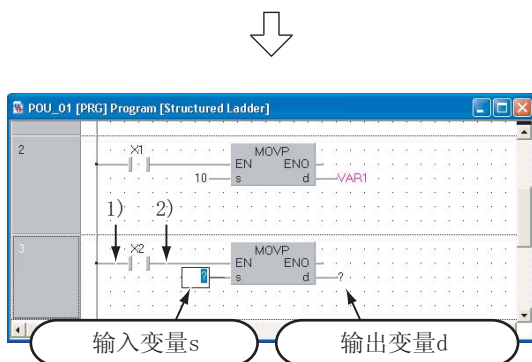 POU_01 [PRG] Program [Structured Ladder]
2
X1
MOVP
EN ENO
10 s d VAR1
1) 2)
3
X2
MOVP
EN ENO
? s d ?
输入变量s 输出变量d